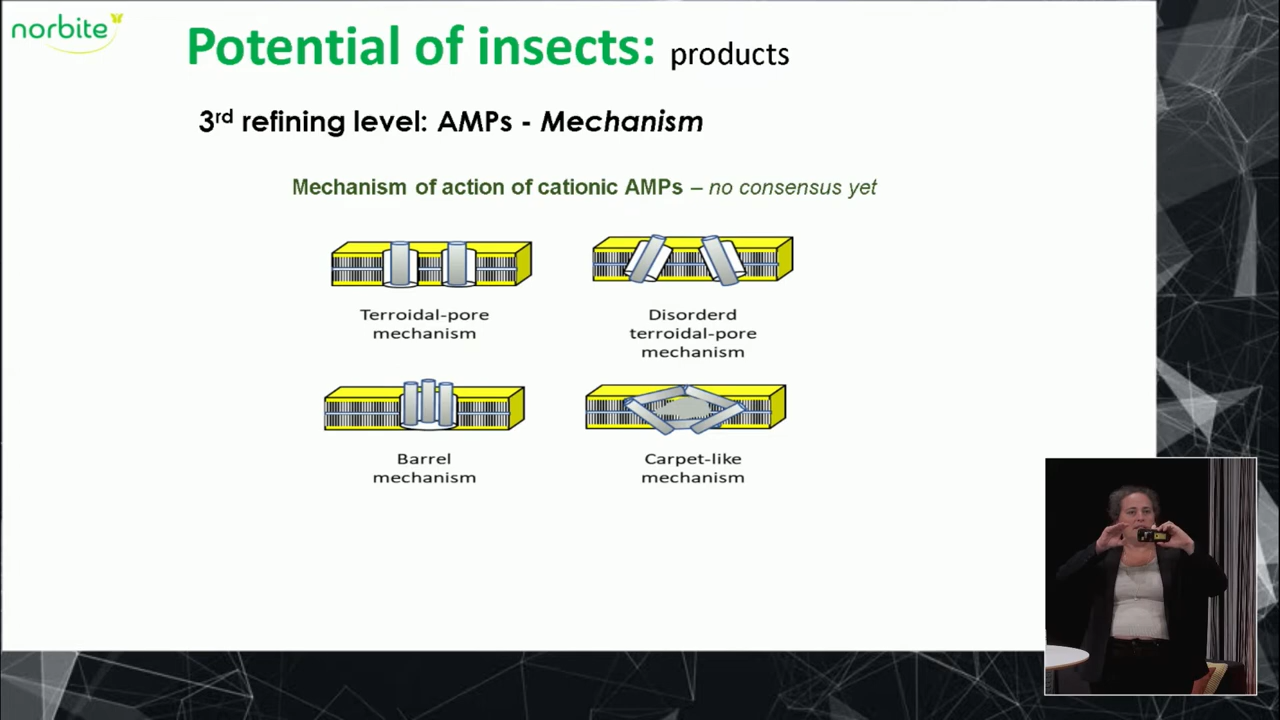 norbite
Potential of insects: products
3rd refining level: AMPs - Mechanism
Mechanism of action of cationic AMPs – no consensus yet
Terroidal-pore
mechanism
Disorderd
terroidal-pore
mechanism
Barrel
mechanism
Carpet-like
mechanism